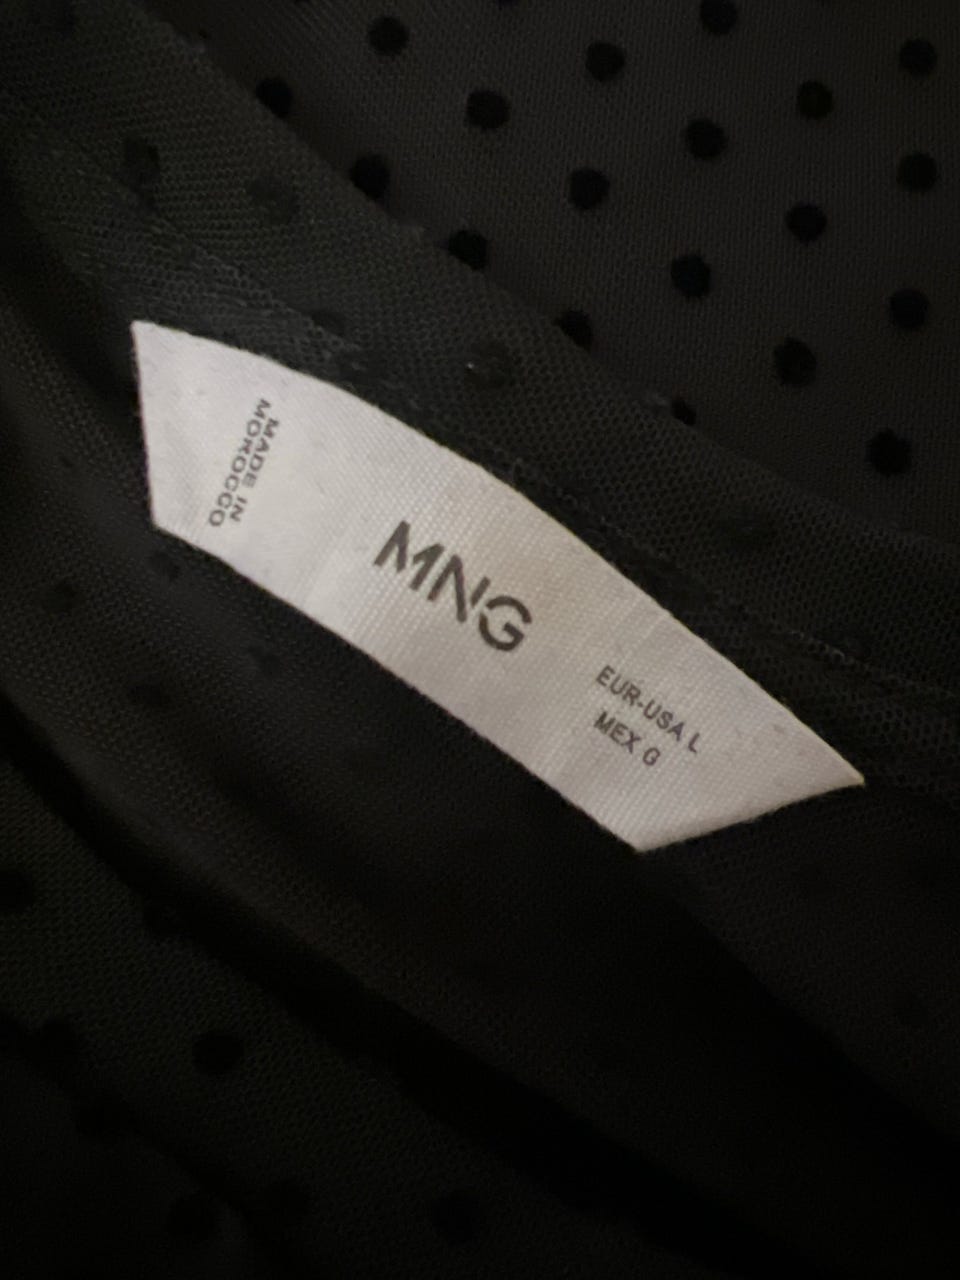 MADE IN
MOROCCO
MNG
EUR-USA L
MEX G